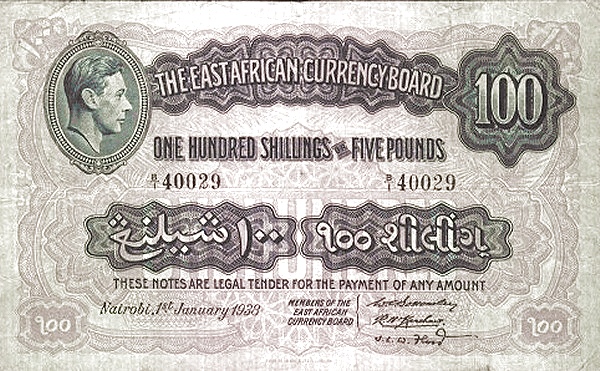 THE EAST AFRICAN CURRENCY BOARD
100
ONE HUNDRED SHILLINGS OR FIVE POUNDS
B/1 40029 B/1 40029
١٠٠ شيلنغ
૧૦૦ શીલીંગ
THESE NOTES ARE LEGAL TENDER FOR THE PAYMENT OF ANY AMOUNT
Nairobi, 1st January 1938
MEMBERS OF THE
EAST AFRICAN
CURRENCY BOARD
૧૦૦ ૧૦૦